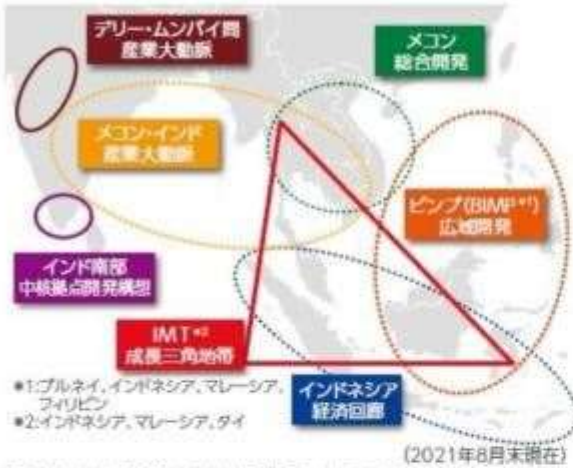 デリー・ムンバイ間
産業大動脈
メコン
総合開発
メコン・インド
産業大動脈
ビンプ(BIMP*1)
広域開発
インド南部
中核拠点開発構想
IMT*2
成長三角地帯
インドネシア
経済回廊
*1:ブルネイ、インドネシア、マレーシア、
フィリピン
*2:インドネシア、マレーシア、タイ
(2021年8月末現在)